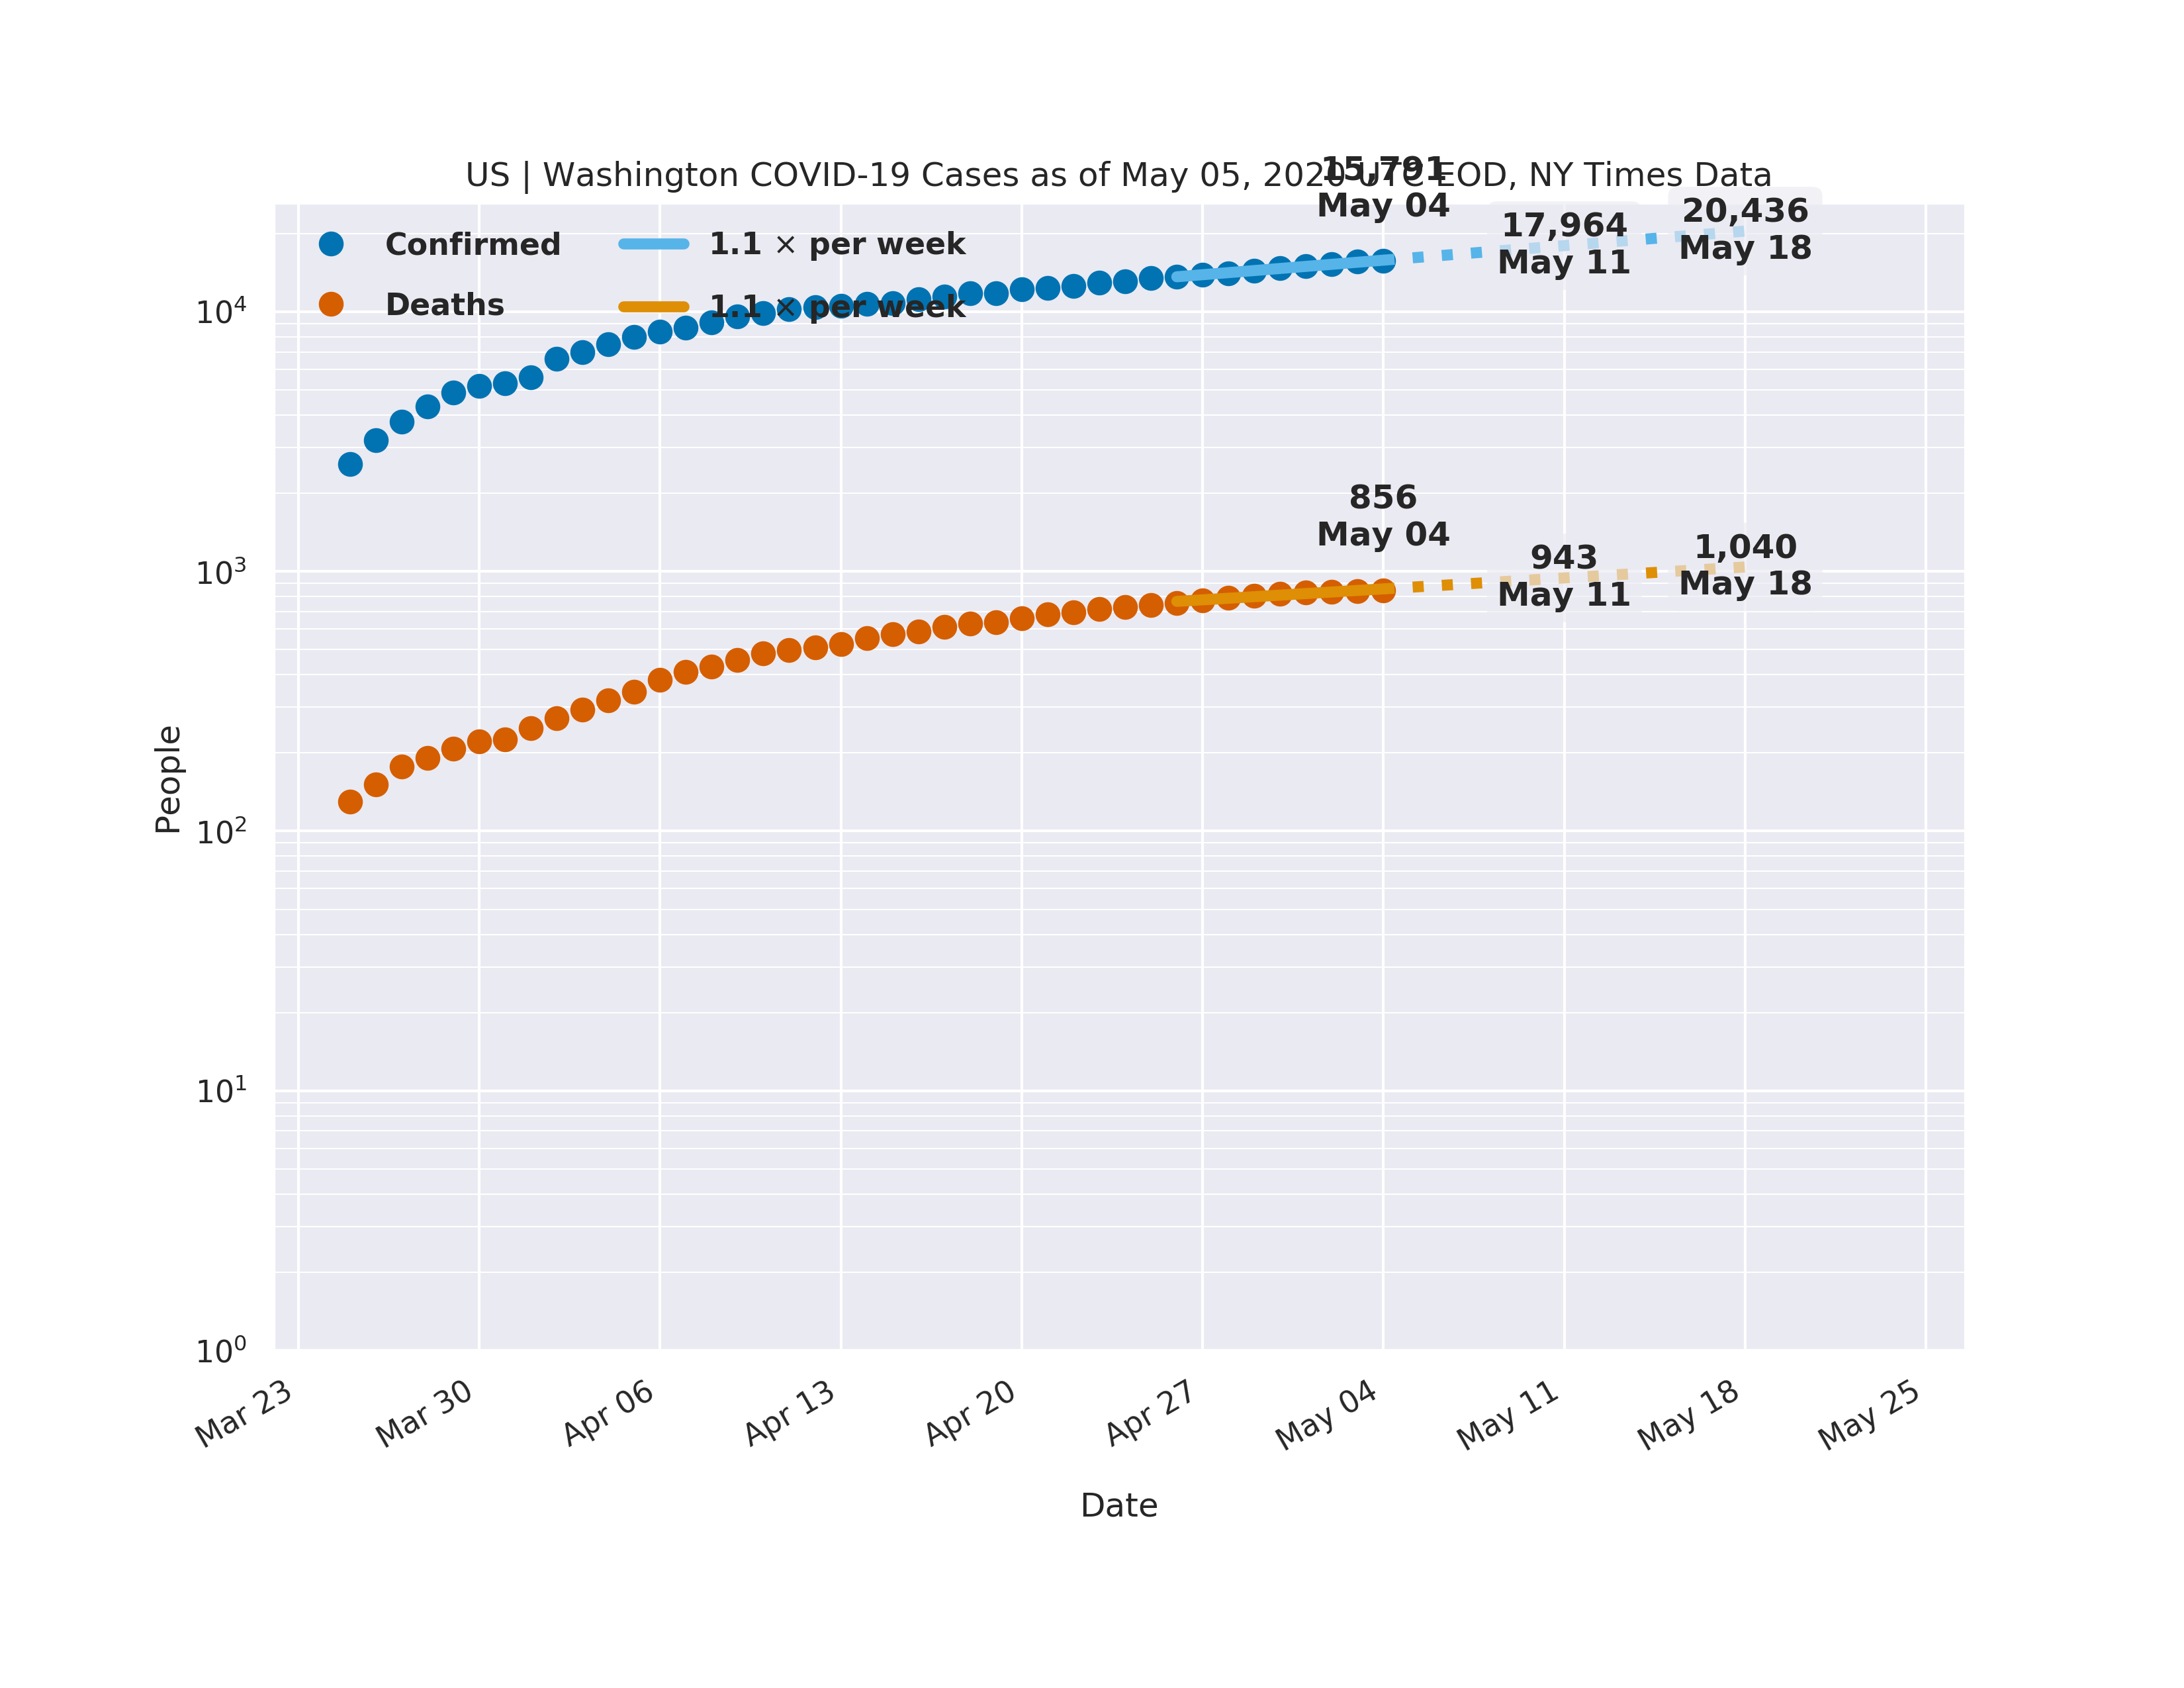 US | Washington COVID-19 Cases as of May 05, 2020 UTC EOD, NY Times Data
15,791
May 04
17,964
May 11
20,436
May 18
Confirmed
1.1 × per week
Deaths
1.1 × per week
856
May 04
943
May 11
1,040
May 18
People
10⁴
10³
10²
10¹
10⁰
Mar 23
Mar 30
Apr 06
Apr 13
Apr 20
Apr 27
May 04
May 11
May 18
May 25
Date